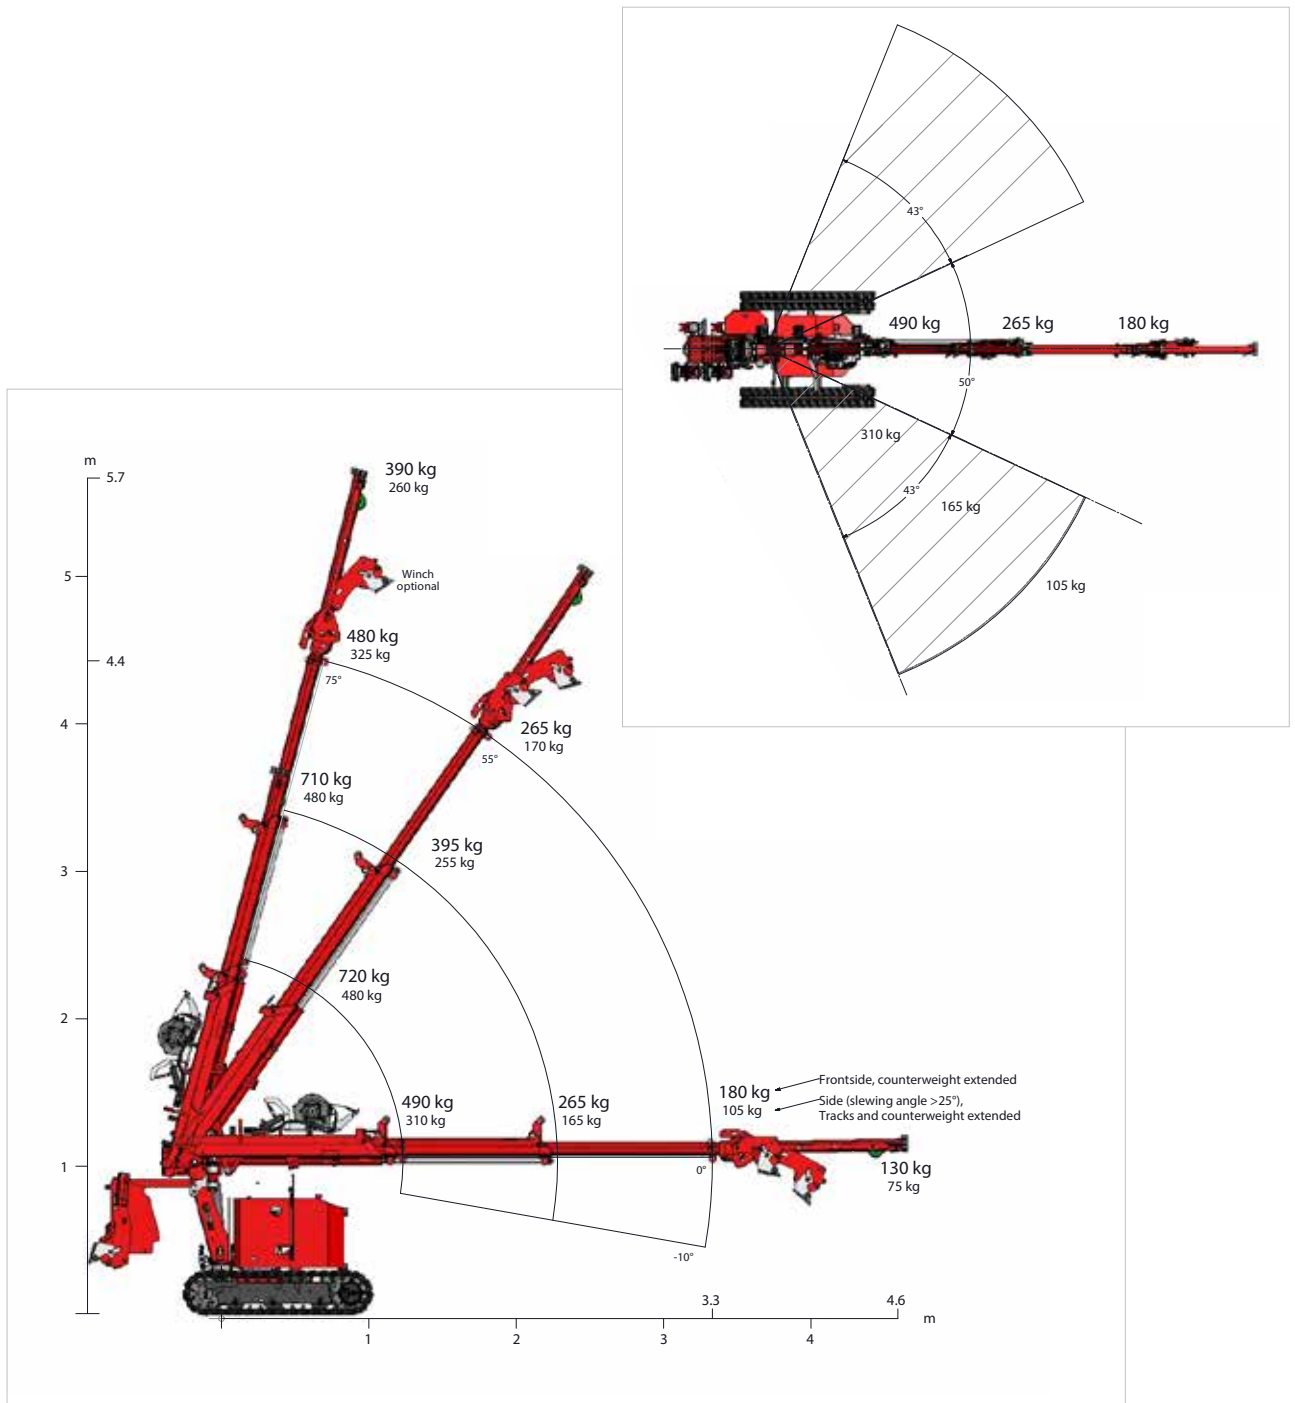 43°
490 kg
265 kg
180 kg
50°
310 kg
43°
165 kg
105 kg
m
5.7
390 kg
260 kg
Winch
optional
5
480 kg
325 kg
4.4
75°
4
265 kg
170 kg
55°
710 kg
480 kg
395 kg
255 kg
3
720 kg
480 kg
2
490 kg
310 kg
265 kg
165 kg
180 kg
105 kg
Frontside, counterweight extended
Side (slewing angle >25°),
Tracks and counterweight extended
1
0°
130 kg
75 kg
-10°
3.3
4.6
m
1
2
3
4